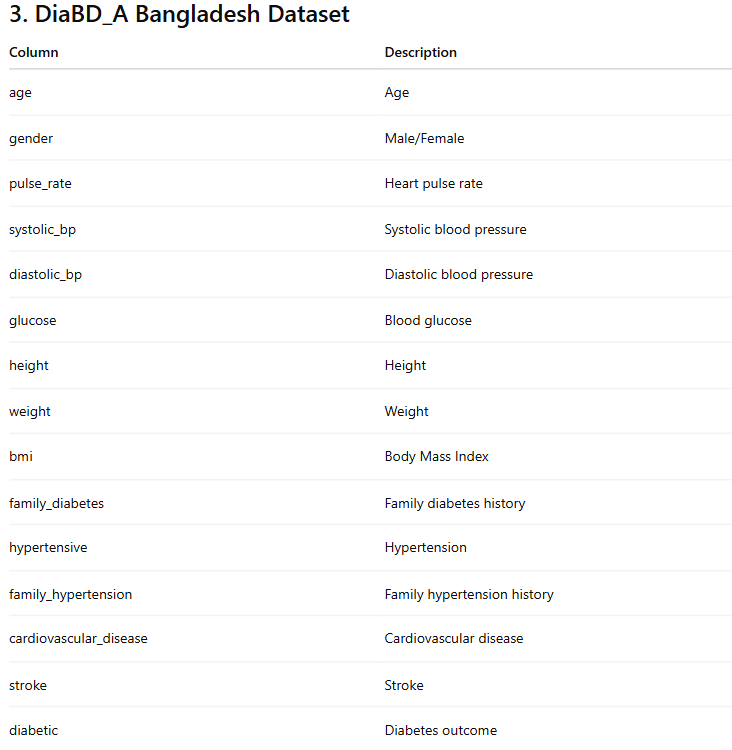 3. DiaBD_A Bangladesh Dataset
Column Description
age Age
gender Male/Female
pulse_rate Heart pulse rate
systolic_bp Systolic blood pressure
diastolic_bp Diastolic blood pressure
glucose Blood glucose
height Height
weight Weight
bmi Body Mass Index
family_diabetes Family diabetes history
hypertensive Hypertension
family_hypertension Family hypertension history
cardiovascular_disease Cardiovascular disease
stroke Stroke
diabetic Diabetes outcome